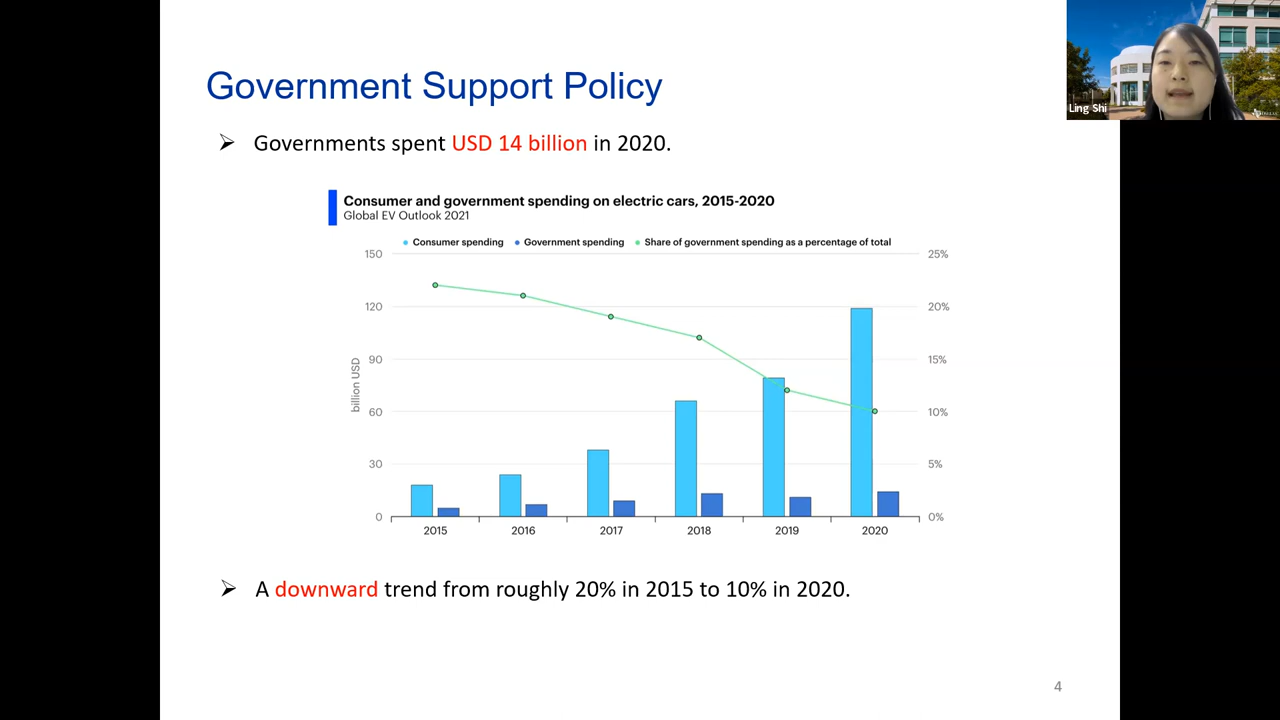 Government Support Policy
Ling Shi
Governments spent USD 14 billion in 2020.
Consumer and government spending on electric cars, 2015-2020
Global EV Outlook 2021
Consumer spending Government spending Share of government spending as a percentage of total
150 25%
120 20%
90 15%
60 10%
30 5%
0 0%
billion USD
2015 2016 2017 2018 2019 2020
A downward trend from roughly 20% in 2015 to 10% in 2020.
4